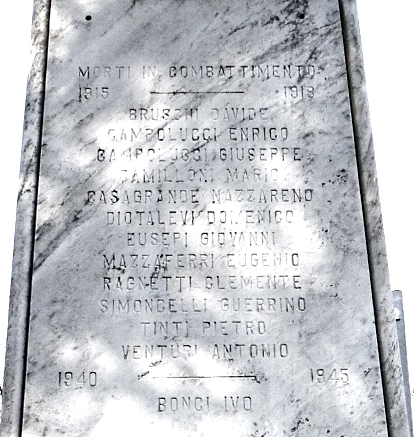 MORTI IN COMBATTIMENTO
1915 1918
BRUSCHI DAVIDE
CAMPOLUCCI ENRICO
CAMPOLUCCI GIUSEPPE
CAMILLONI MARIO
CASAGRANDE NAZZARENO
DIOTALEVI DOMENICO
EUSEPI GIOVANNI
MAZZAFERRI EUGENIO
RAGNETTI CLEMENTE
SIMONCELLI GUERRINO
TINTI PIETRO
VENTURI ANTONIO
1940 1945
BONCI IVO